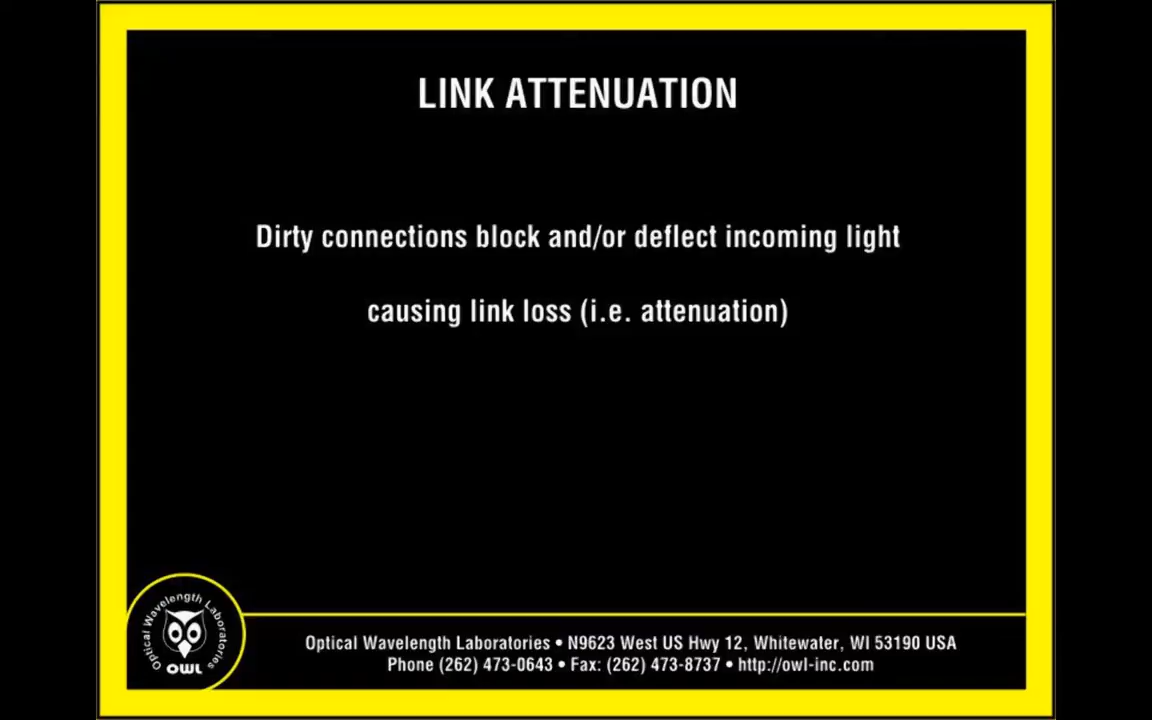 LINK ATTENUATION
Dirty connections block and/or deflect incoming light
causing link loss (i.e. attenuation)
Optical Wavelength Laboratories
OWL
Optical Wavelength Laboratories • N9623 West US Hwy 12, Whitewater, WI 53190 USA
Phone (262) 473-0643 • Fax: (262) 473-8737 • http://owl-inc.com